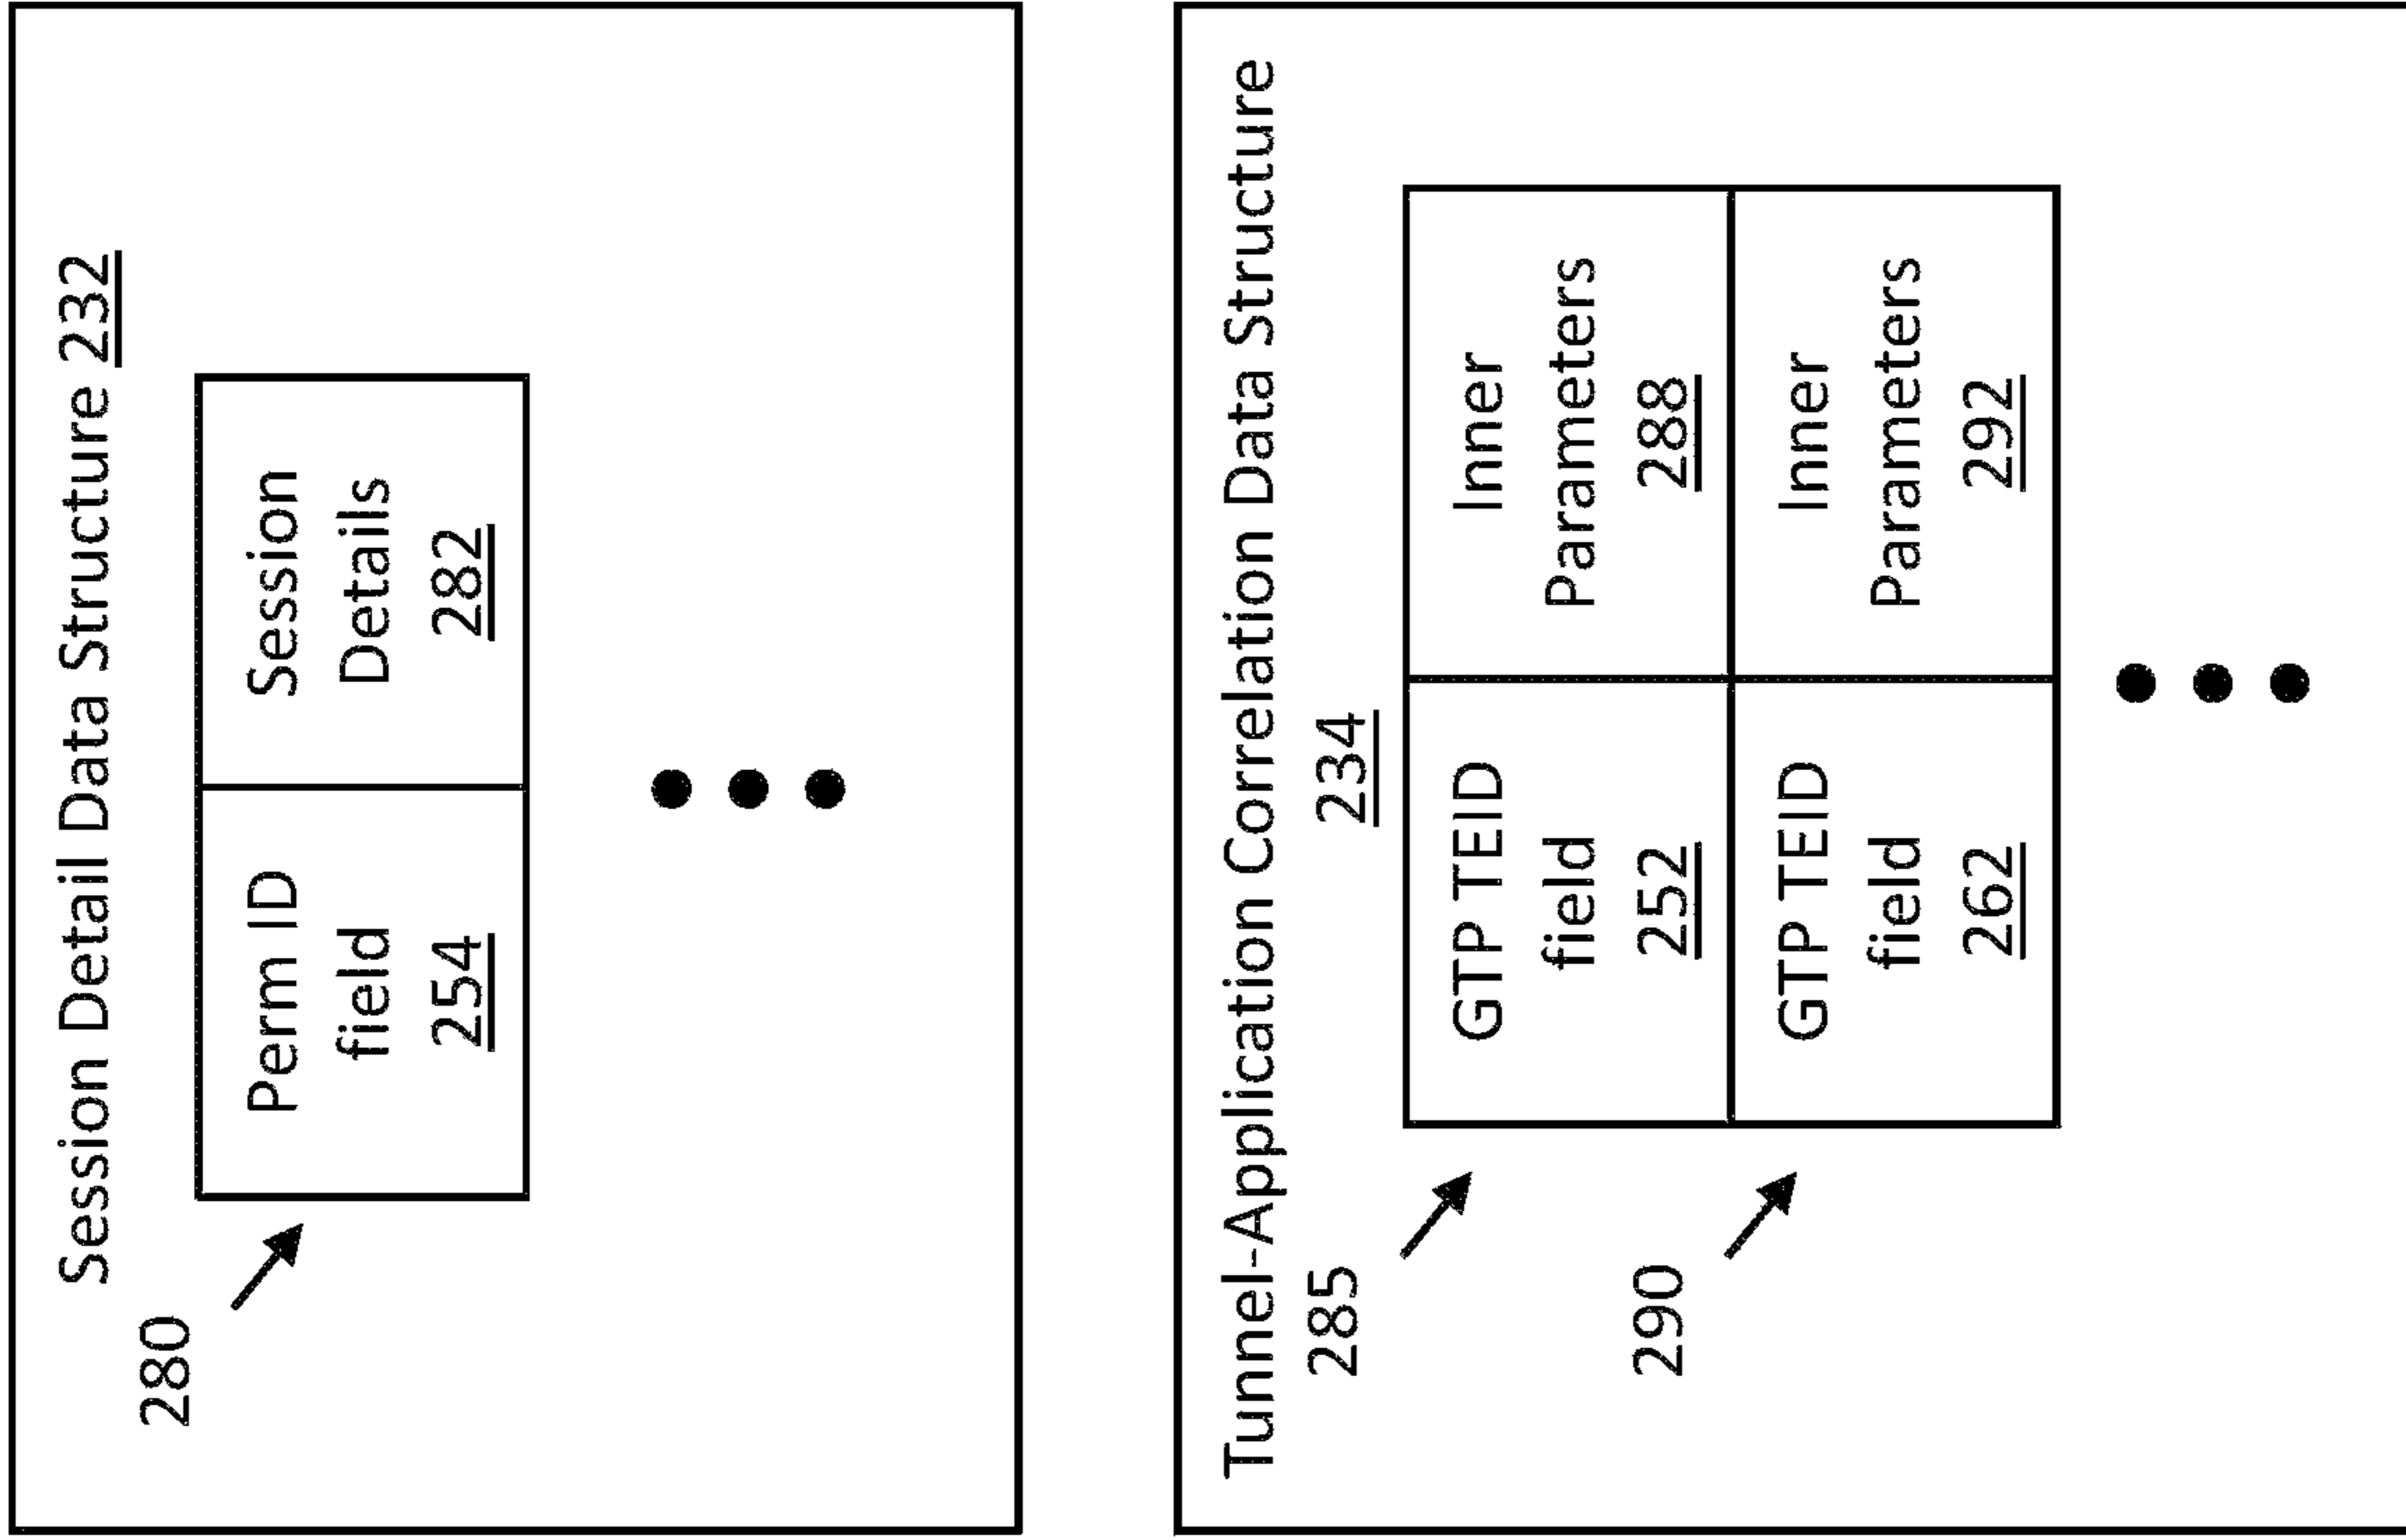 Session Detail Data Structure 232
280
Perm ID
field
254
Session
Details
282
Tunnel-Application Correlation Data Structure
234
285
GTP TEID
field
252
Inner
Parameters
288
290
GTP TEID
field
262
Inner
Parameters
292